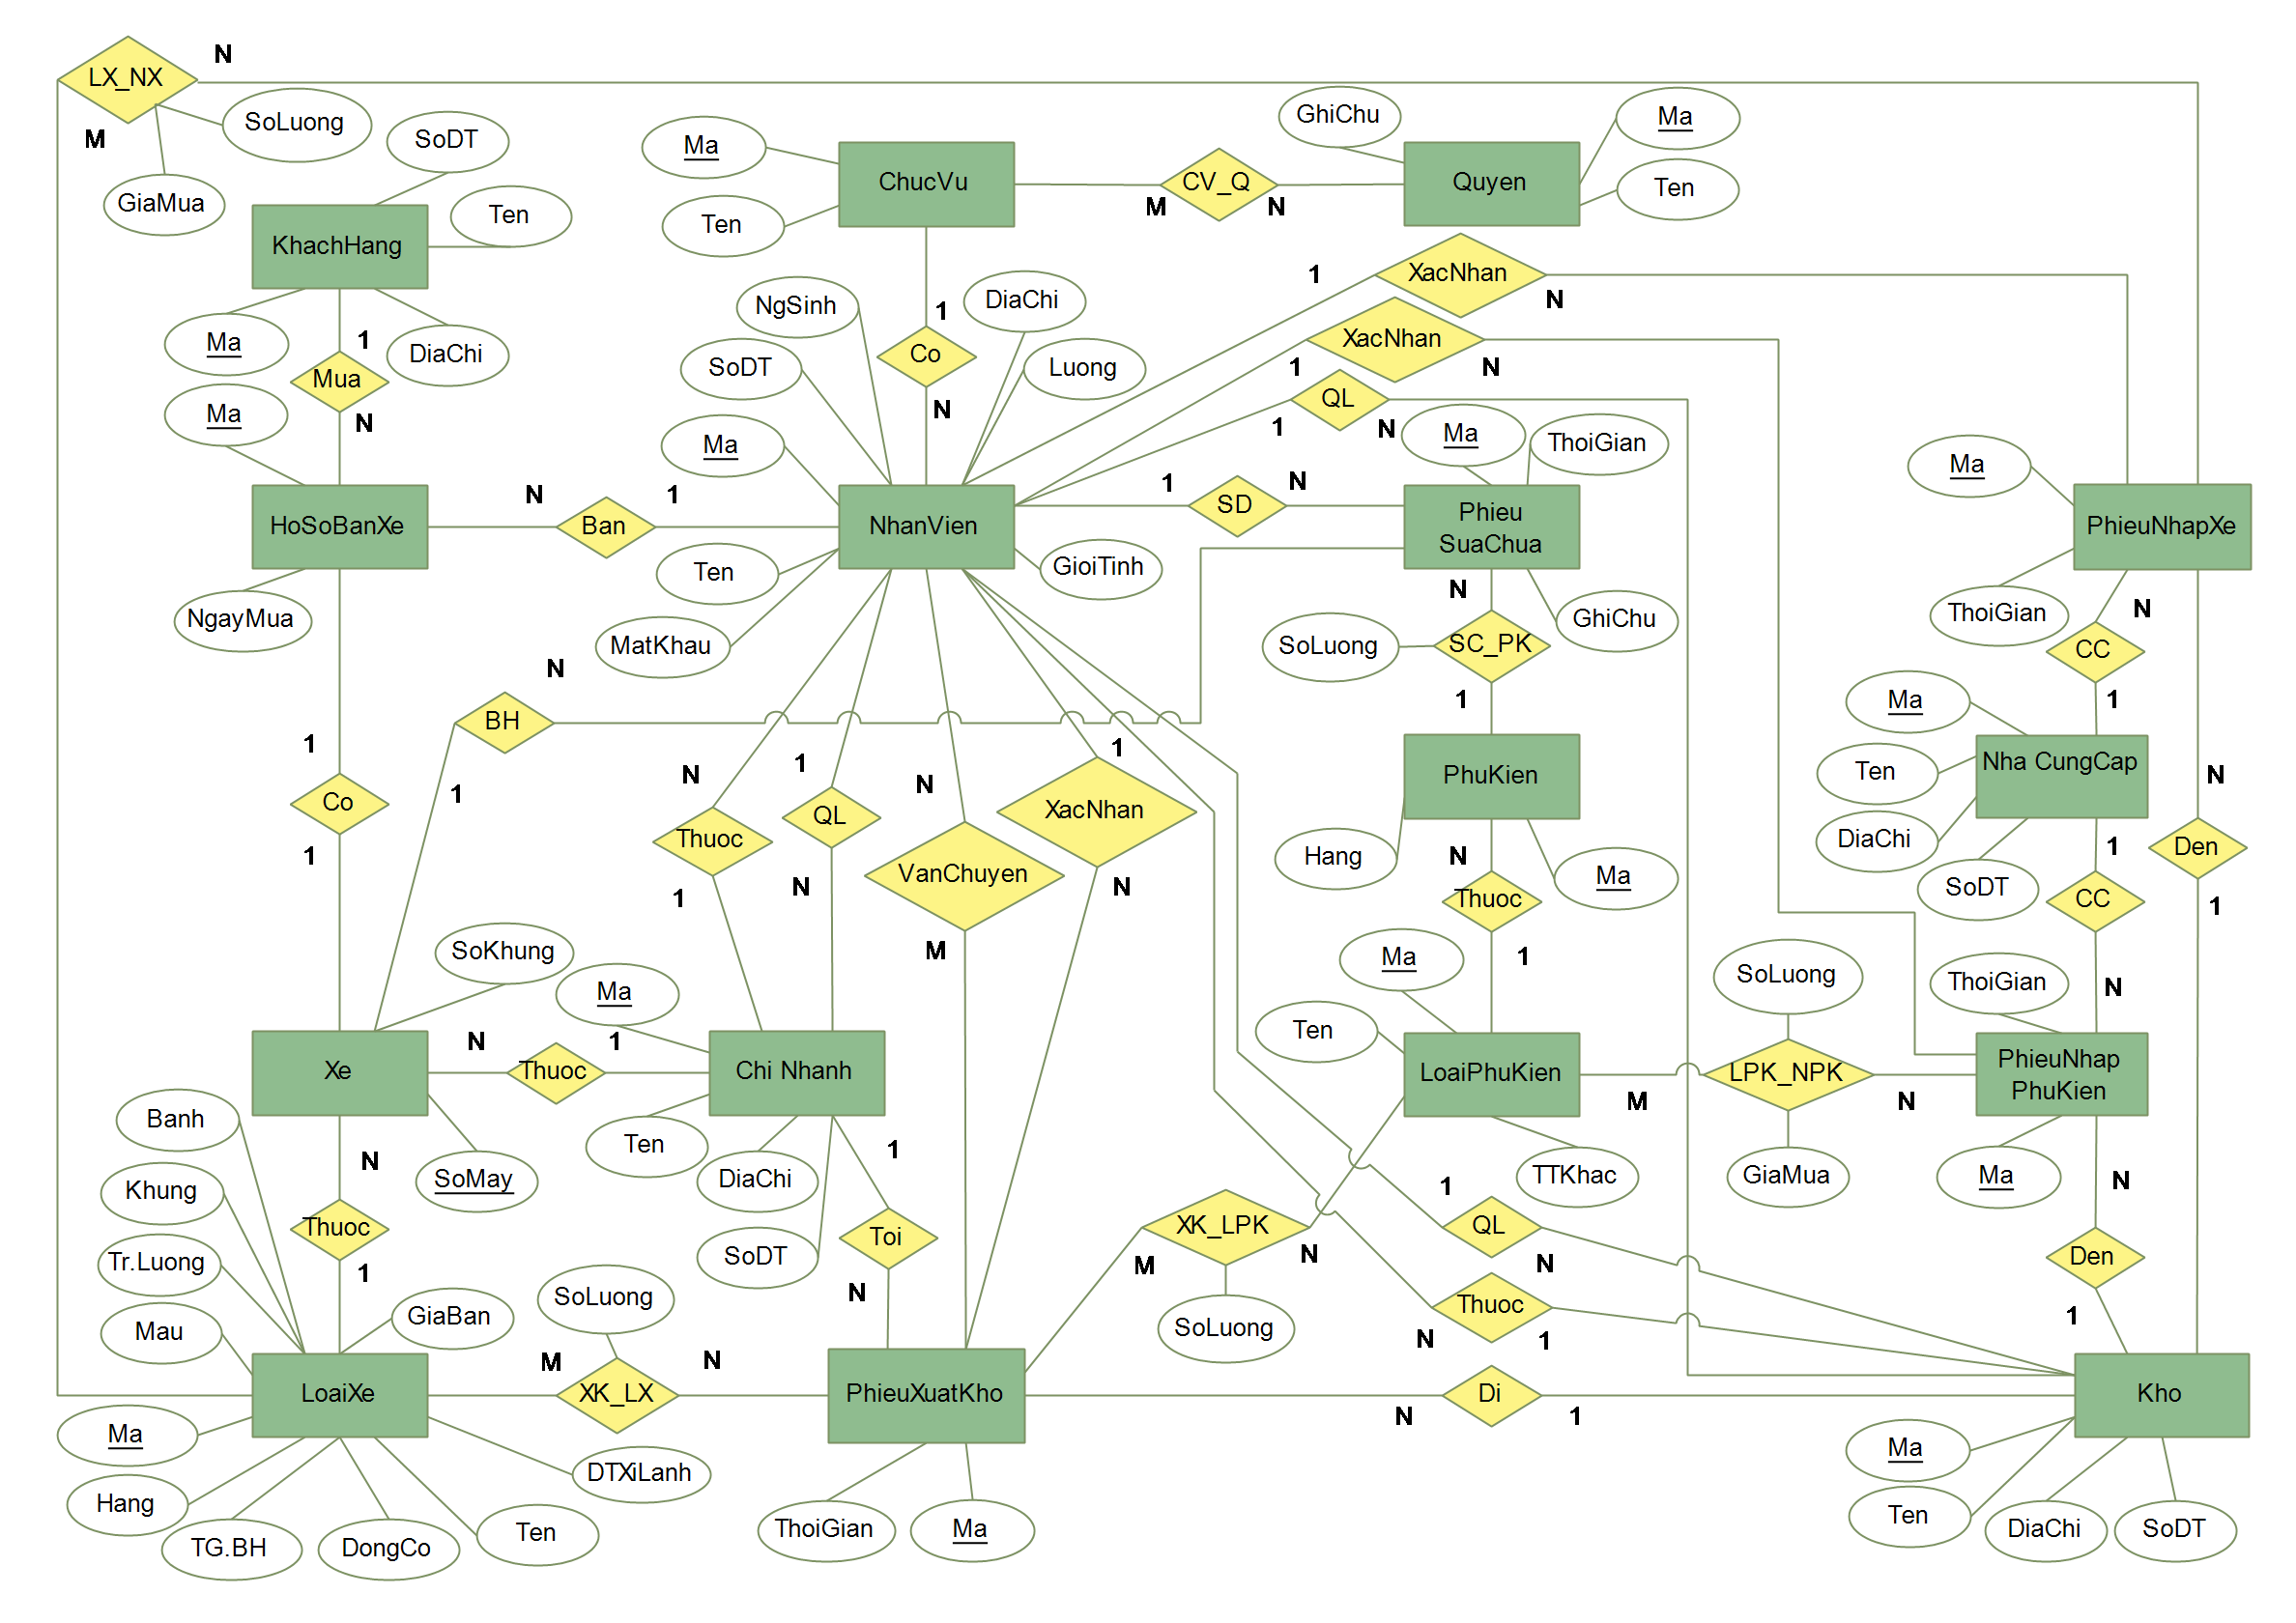 N
LX_NX
M
SoLuong
GiaMua
SoDT
Ten
KhachHang
Ma
DiaChi
1
Mua
N
Ma
HoSoBanXe
NgayMua
N
Ban
1
Ma
Ten
ChucVu
M
CV_Q
N
GhiChu
Quyen
Ma
Ten
1
Co
N
NgSinh
SoDT
Ma
DiaChi
Luong
NhanVien
Ten
MatKhau
GioiTinh
1
XacNhan
N
1
XacNhan
N
1
QL
N
1
SD
N
Ma
ThoiGian
Phieu
SuaChua
GhiChu
N
SC_PK
SoLuong
1
PhuKien
Hang
Ma
N
Thuoc
1
Ma
Ten
LoaiPhuKien
TTKhac
Ma
PhieuNhapXe
ThoiGian
N
CC
1
Ma
Ten
Nha CungCap
DiaChi
SoDT
1
CC
N
N
Den
1
SoLuong
LPK_NPK
M
N
GiaMua
ThoiGian
PhieuNhap
PhuKien
Ma
N
Den
1
N
BH
1
1
Co
1
N
Thuoc
1
1
QL
N
N
VanChuyen
M
1
XacNhan
N
SoKhung
Xe
SoMay
N
Thuoc
1
Ma
Chi Nhanh
Ten
DiaChi
SoDT
1
Toi
N
N
Thuoc
1
Banh
Khung
Tr.Luong
Mau
GiaBan
LoaiXe
Ma
Hang
TG.BH
DongCo
Ten
DTXiLanh
SoLuong
M
XK_LX
N
PhieuXuatKho
ThoiGian
Ma
M
XK_LPK
N
SoLuong
1
QL
N
Thuoc
N
1
Di
N
1
Kho
Ma
Ten
DiaChi
SoDT